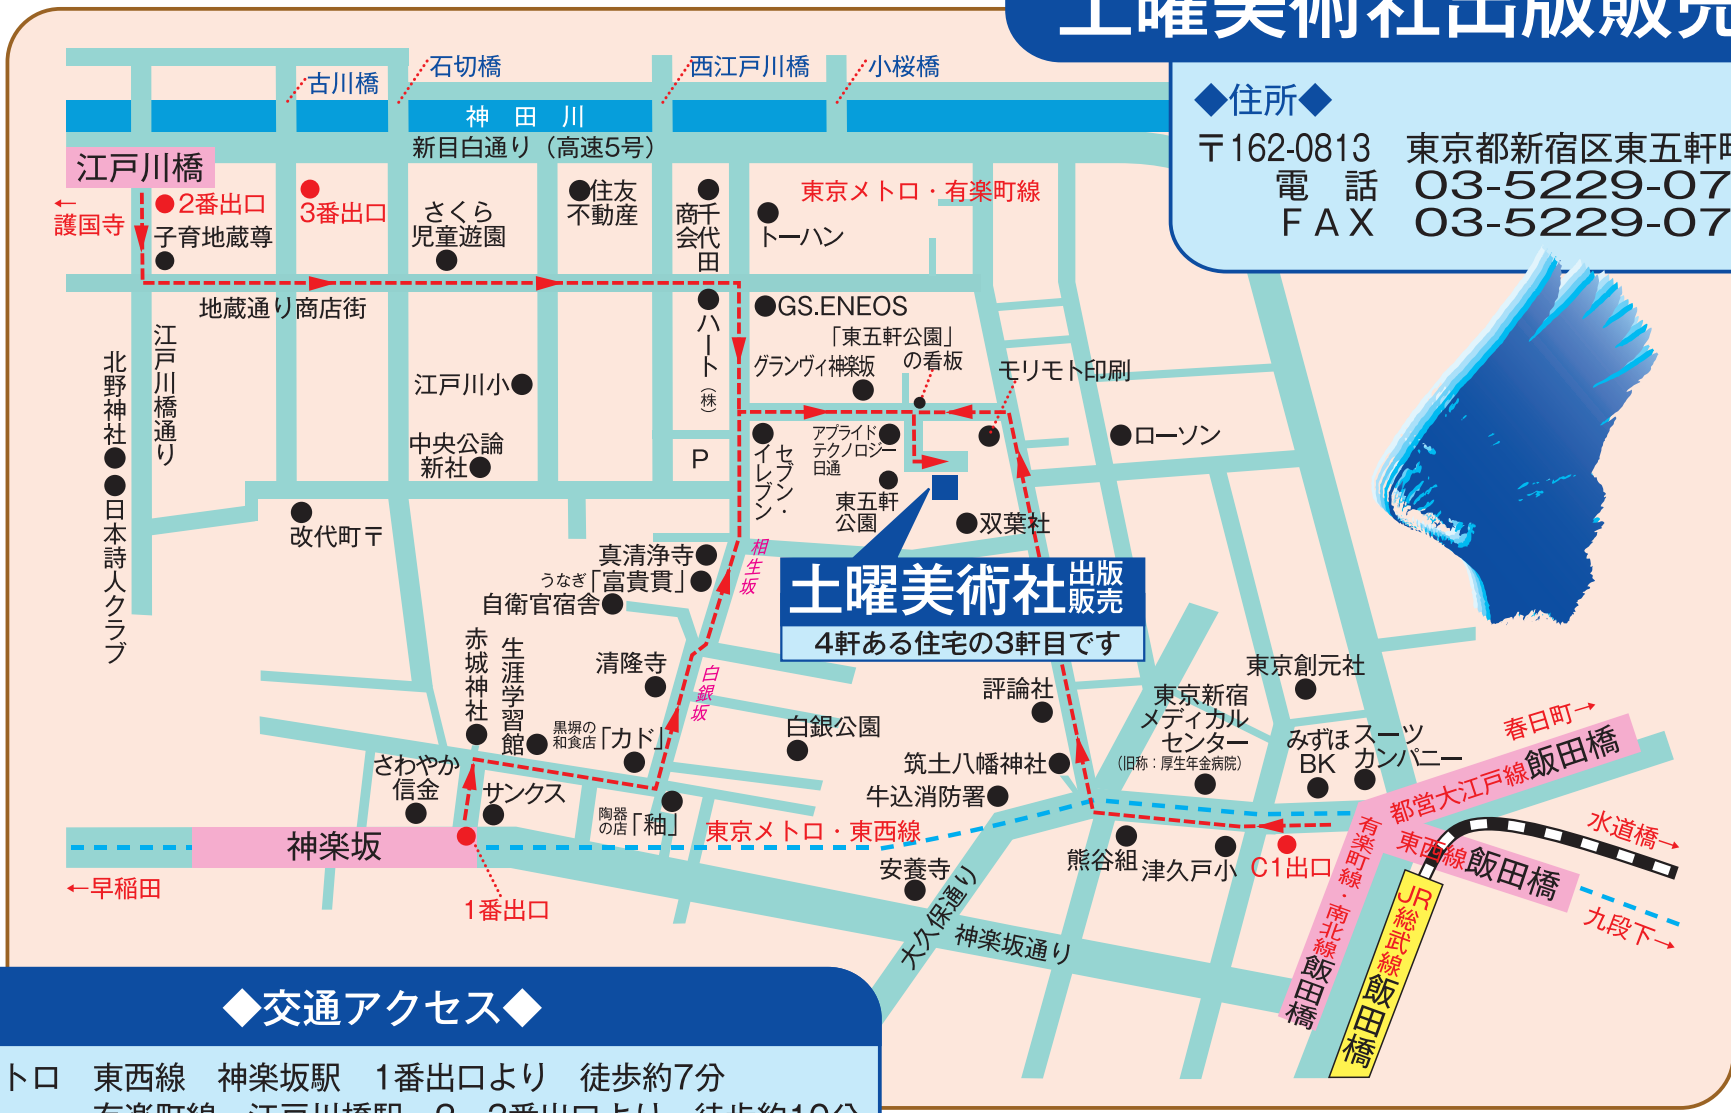 土曜美術社出版販売
◆住所◆
〒162-0813　東京都新宿区東五軒町
電　話　03-5229-07
FAX　03-5229-07
古川橋
石切橋
西江戸川橋
小桜橋
神　田　川
新目白通り（高速5号）
江戸川橋
←
護国寺
2番出口
3番出口
子育地蔵尊
さくら
児童遊園
住友
不動産
千代田
商会
トーハン
東京メトロ・有楽町線
地蔵通り商店街
江戸川橋通り
北野神社
日本詩人クラブ
江戸川小
中央公論
新社
改代町〒
ハート（株）
P
GS.ENEOS
「東五軒公園」
の看板
グランヴィ神楽坂
モリモト印刷
セブン・
イレブン
アプライド
テクノロジー
日通
東五軒
公園
双葉社
ローソン
真清浄寺
うなぎ「富貴貫」
自衛官宿舎
相生坂
土曜美術社出版
販売
4軒ある住宅の3軒目です
赤城神社
生涯学習館
清隆寺
白銀坂
黒塀の
和食店「カド」
白銀公園
さわやか
信金
サンクス
陶器
の店「釉」
評論社
筑土八幡神社
牛込消防署
東京新宿
メディカル
センター
（旧称：厚生年金病院）
東京創元社
みずほ
BK
スーツ
カンパニー
春日町→
都営大江戸線飯田橋
東京メトロ・東西線
神楽坂
←早稲田
1番出口
安養寺
大久保通り
神楽坂通り
熊谷組
津久戸小
C1出口
有楽町線・南北線飯田橋
東西線飯田橋
水道橋→
九段下→
JR総武線飯田橋
◆交通アクセス◆
トロ　東西線　神楽坂駅　1番出口より　徒歩約7分
有楽町線　江戸川橋駅　2、3番出口より　徒歩約10分